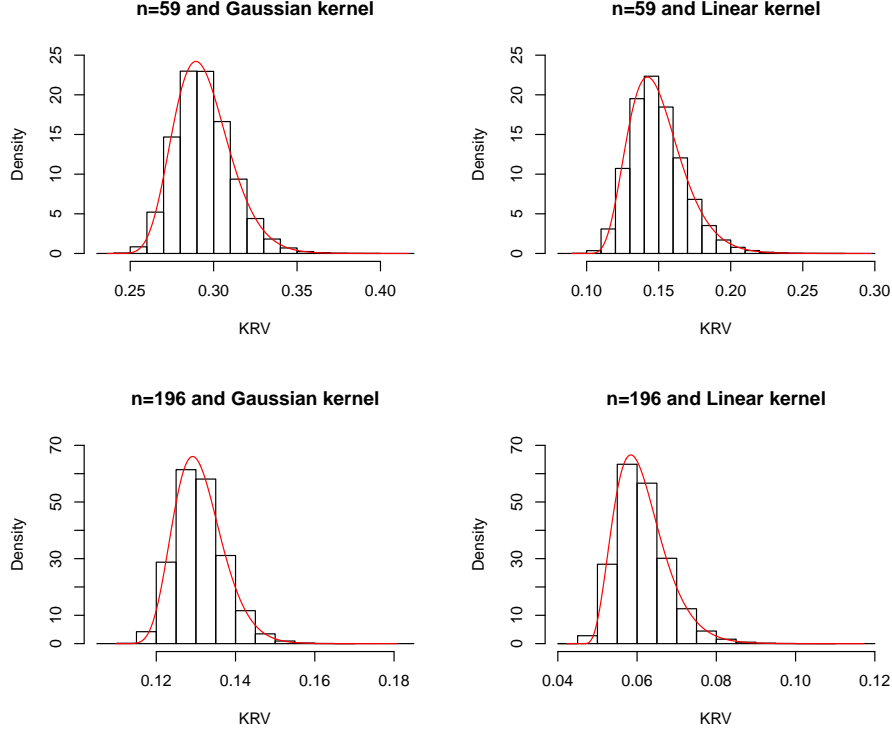 n=59 and Gaussian kernel
Density
0 5 10 15 20 25
0.25 0.30 0.35 0.40
KRV
n=59 and Linear kernel
Density
0 5 10 15 20 25
0.10 0.15 0.20 0.25 0.30
KRV
n=196 and Gaussian kernel
Density
0 10 30 50 70
0.12 0.14 0.16 0.18
KRV
n=196 and Linear kernel
Density
0 10 30 50 70
0.04 0.06 0.08 0.10 0.12
KRV